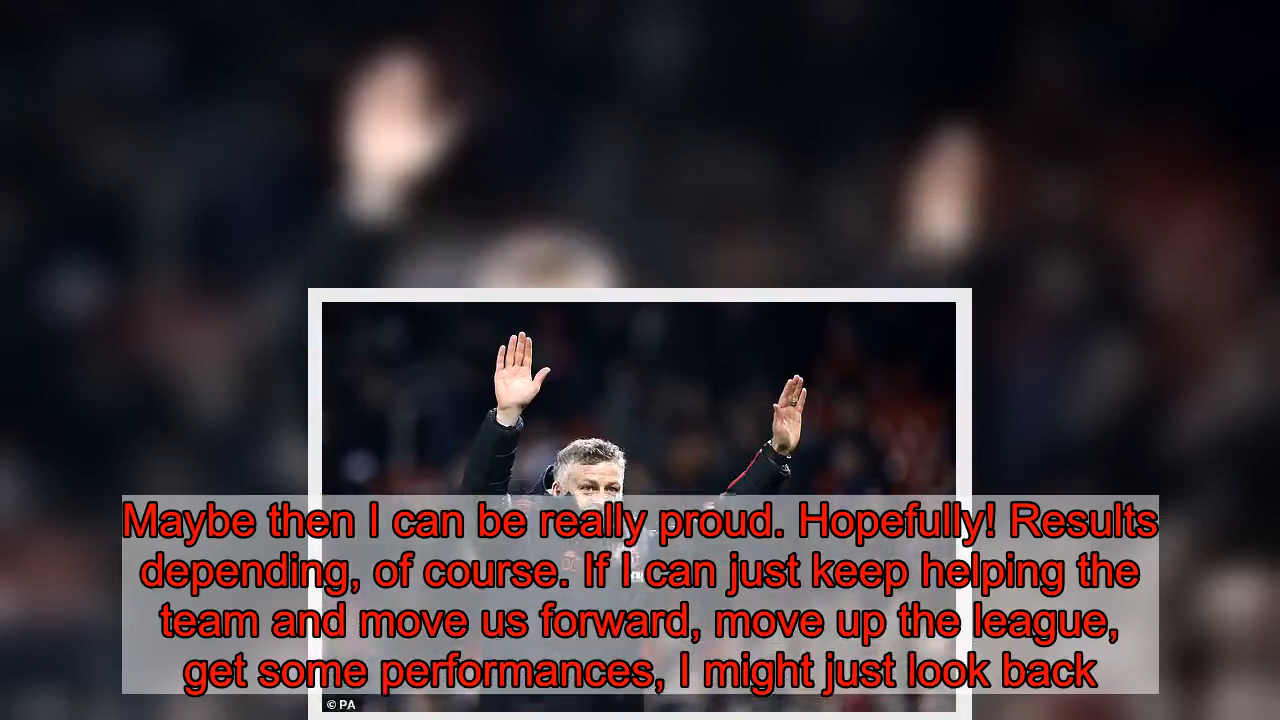 Maybe then I can be really proud. Hopefully! Results
depending, of course. If I can just keep helping the
team and move us forward, move up the league,
get some performances, I might just look back
© PA